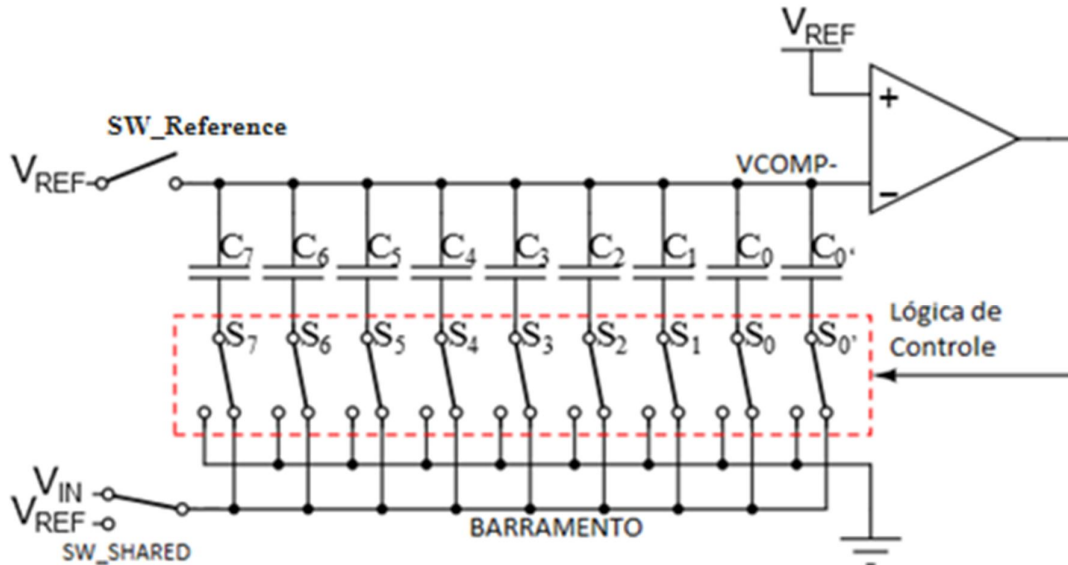 VREF
SW_Reference
+
VREF
VCOMP-
−
C7 C6 C5 C4 C3 C2 C1 C0 C0'
Lógica de
Controle
S7 S6 S5 S4 S3 S2 S1 S0 S0'
VIN
VREF
BARRAMENTO
SW_SHARED